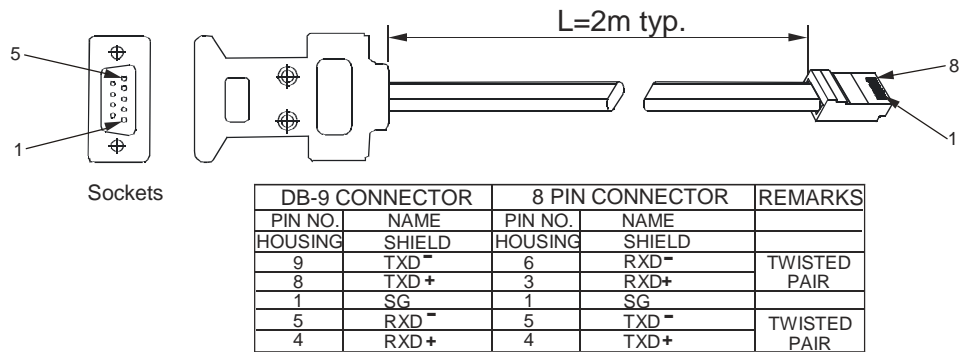 L=2m typ.
5
8
1
1
Sockets
DB-9 CONNECTOR 8 PIN CONNECTOR REMARKS
PIN NO. NAME PIN NO. NAME
HOUSING SHIELD HOUSING SHIELD
9 TXD- 6 RXD- TWISTED
8 TXD+ 3 RXD+ PAIR
1 SG 1 SG
5 RXD- 5 TXD- TWISTED
4 RXD+ 4 TXD+ PAIR